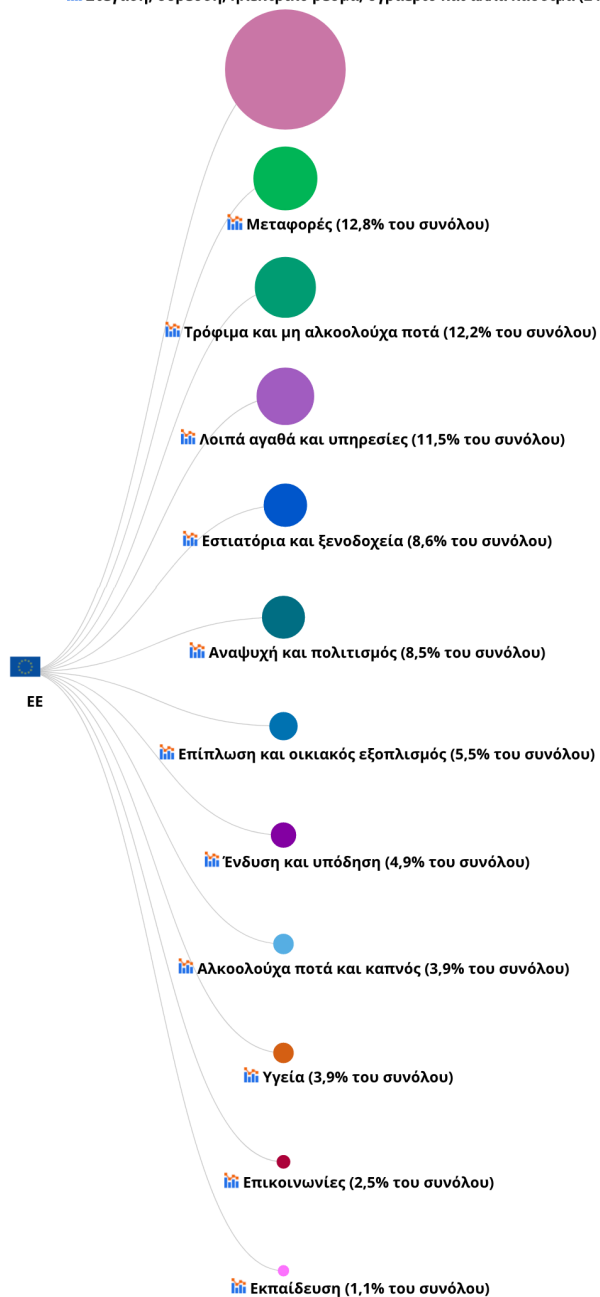 Μεταφορές (12,8% του συνόλου)
Τρόφιμα και μη αλκοολούχα ποτά (12,2% του συνόλου)
Λοιπά αγαθά και υπηρεσίες (11,5% του συνόλου)
Εστιατόρια και ξενοδοχεία (8,6% του συνόλου)
Αναψυχή και πολιτισμός (8,5% του συνόλου)
ΕΕ
Επίπλωση και οικιακός εξοπλισμός (5,5% του συνόλου)
Ένδυση και υπόδηση (4,9% του συνόλου)
Αλκοολούχα ποτά και καπνός (3,9% του συνόλου)
Υγεία (3,9% του συνόλου)
Επικοινωνίες (2,5% του συνόλου)
Εκπαίδευση (1,1% του συνόλου)